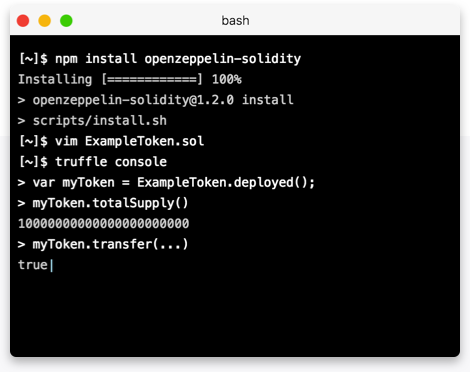 bash
[~]$ npm install openzeppelin-solidity
Installing [============] 100%
> openzeppelin-solidity@1.2.0 install
> scripts/install.sh
[~]$ vim ExampleToken.sol
[~]$ truffle console
> var myToken = ExampleToken.deployed();
> myToken.totalSupply()
10000000000000000000000
> myToken.transfer(...)
true|